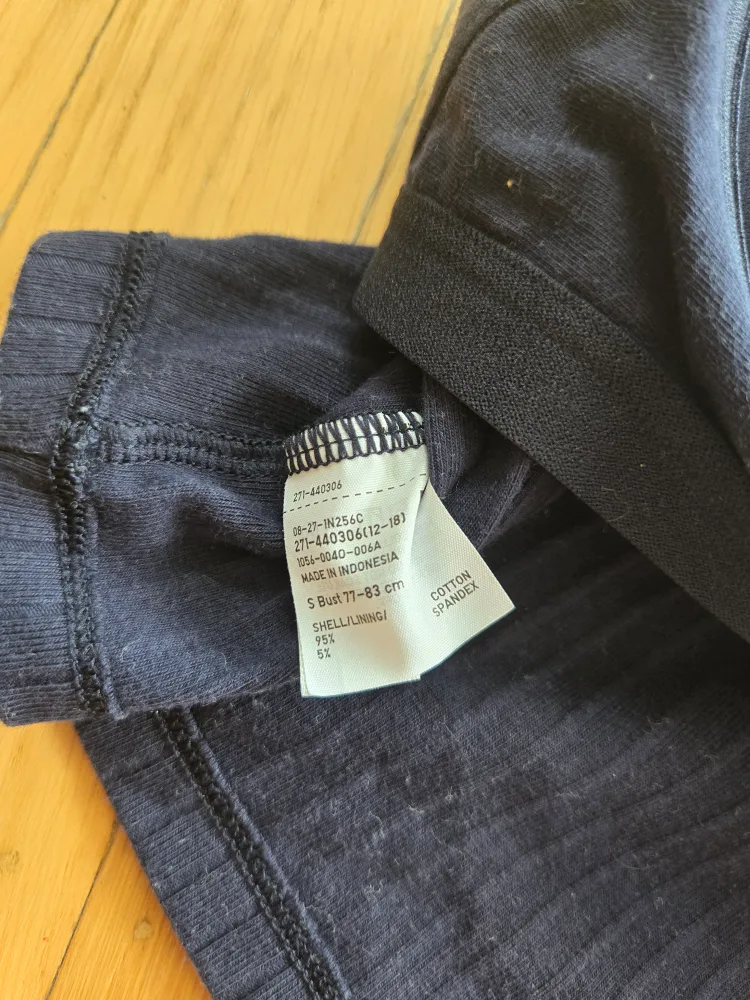 271-440306
08-27-1N256C
271-440306(12-18)
1056-0040-006A
MADE IN INDONESIA
S Bust 77-83 cm
SHELL/LINING/
95% COTTON
5% SPANDEX